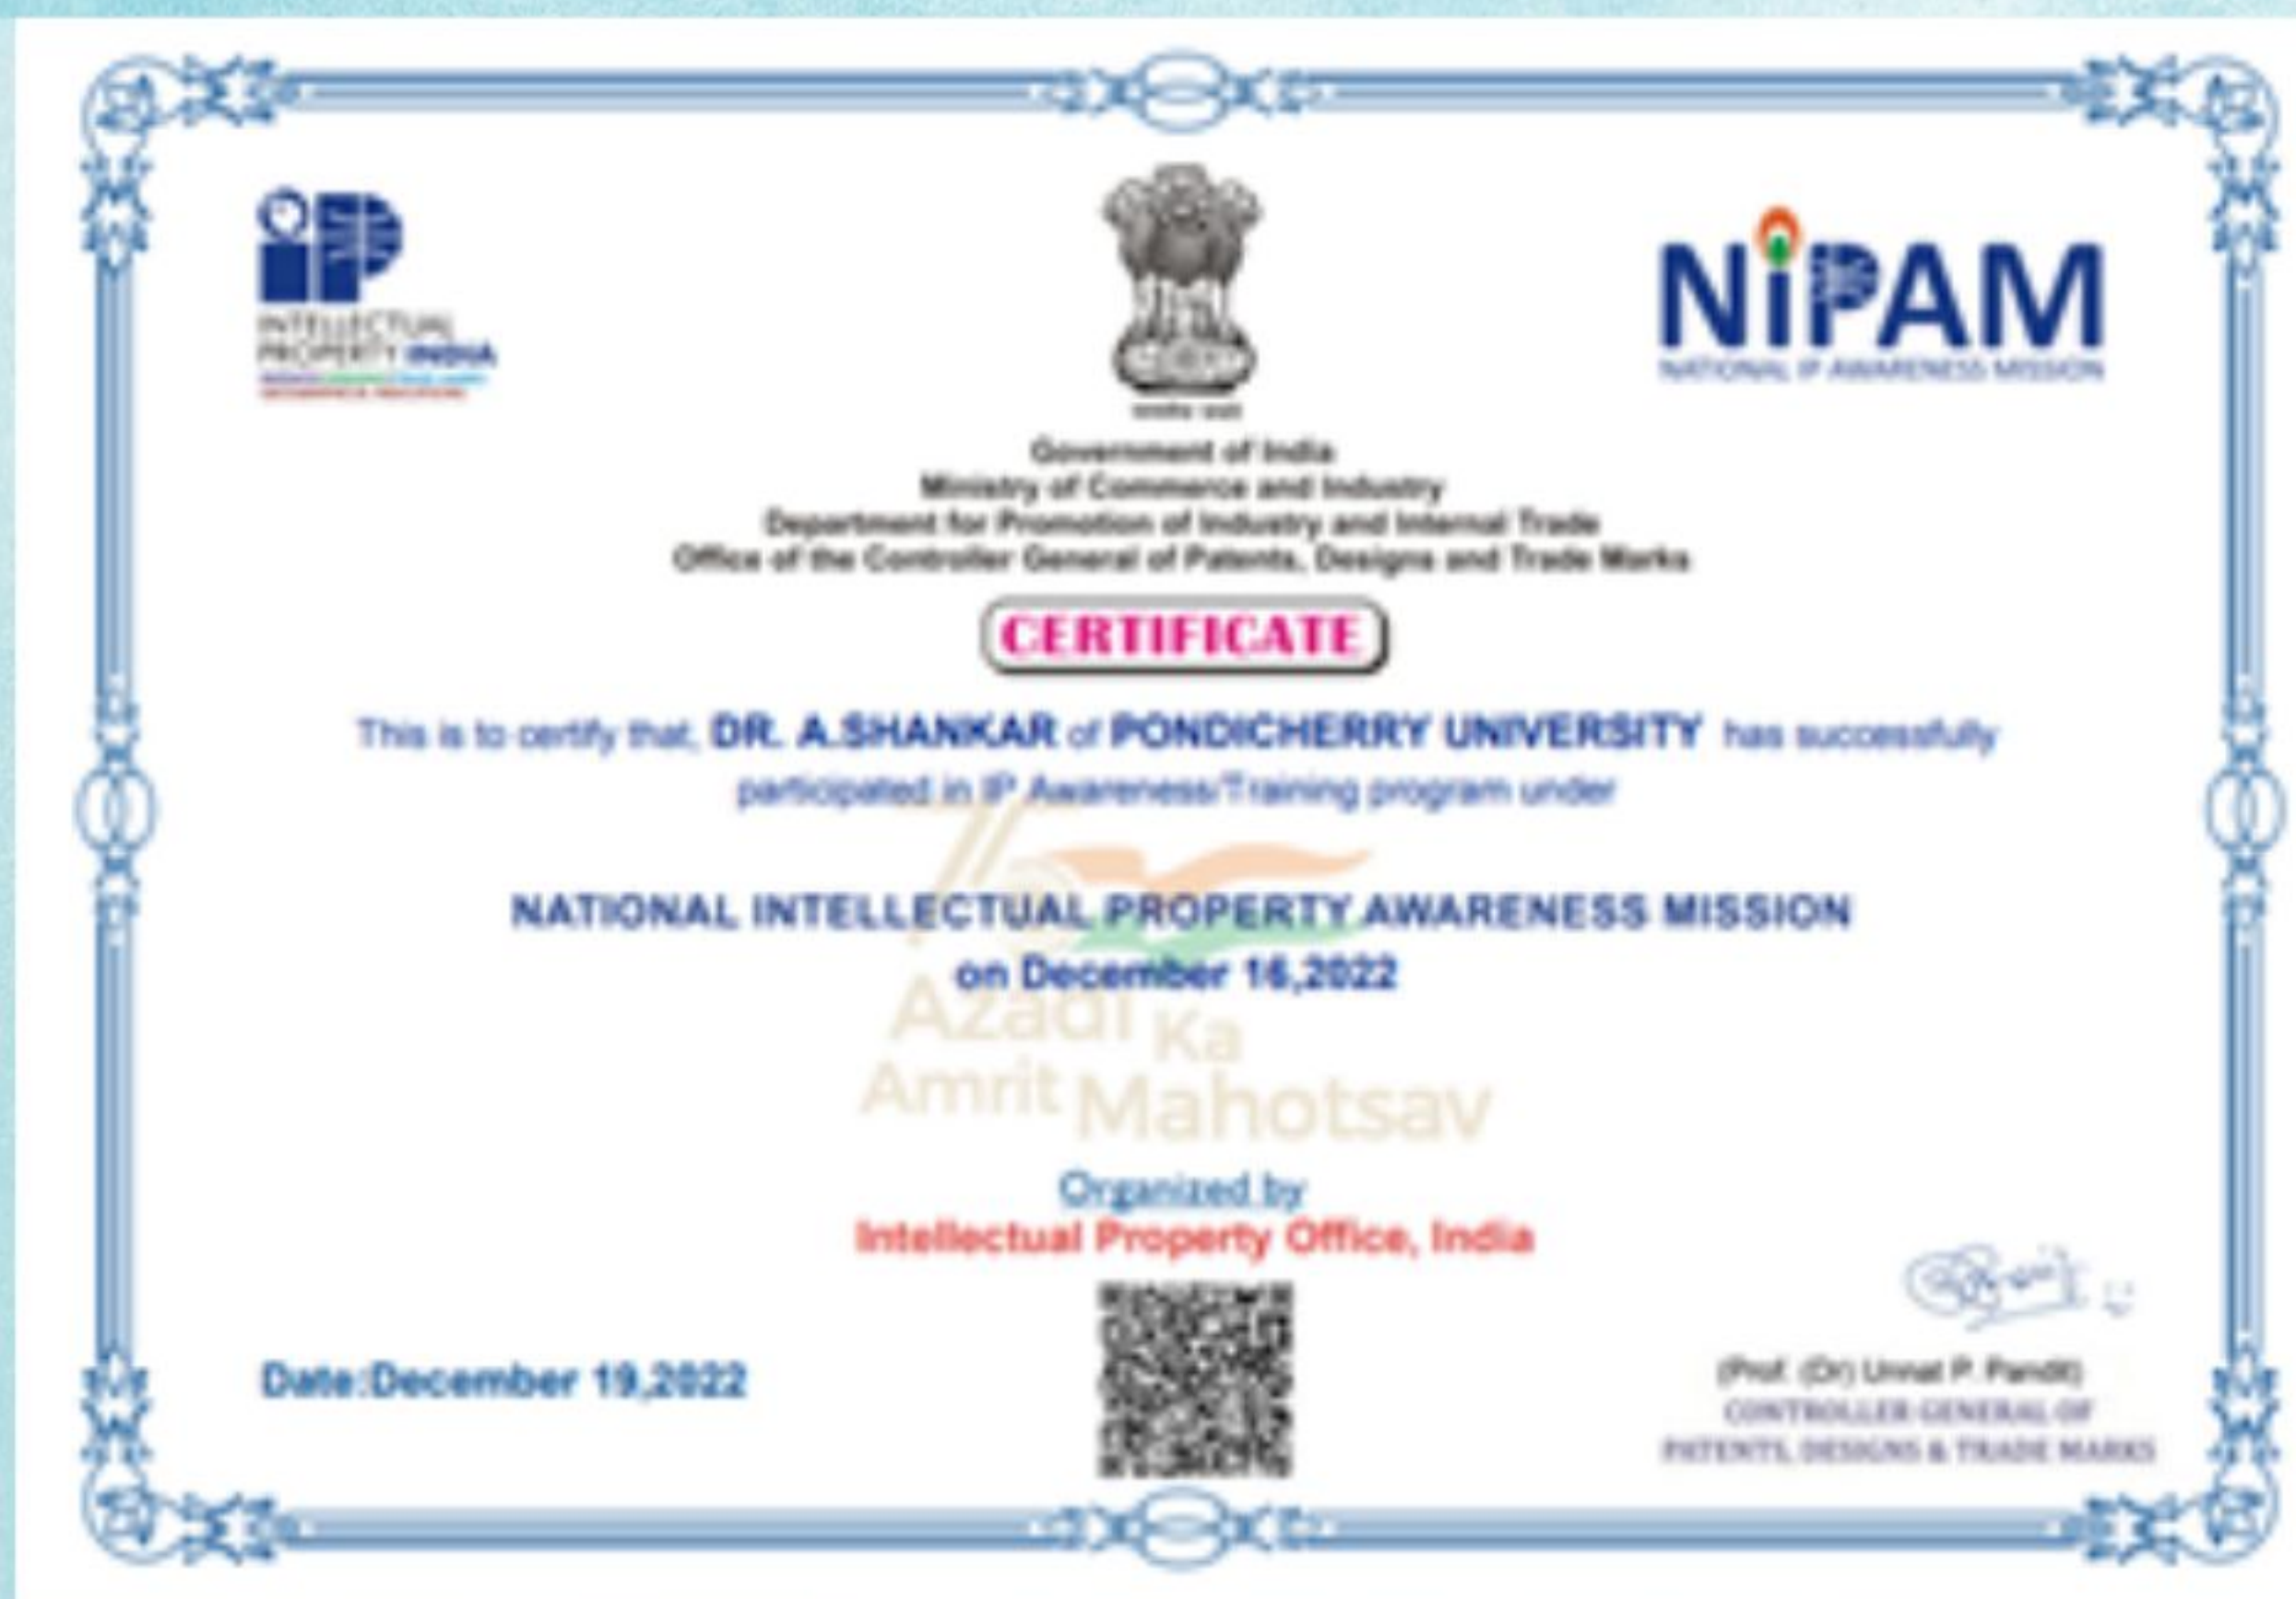 iP
INTELLECTUAL
PROPERTY INDIA
NiPAM
NATIONAL IP AWARENESS MISSION
Government of India
Ministry of Commerce and Industry
Department for Promotion of Industry and Internal Trade
Office of the Controller General of Patents, Designs and Trade Marks
CERTIFICATE
This is to certify that, DR. A.SHANKAR of PONDICHERRY UNIVERSITY has successfully
participated in IP Awareness/Training program under
NATIONAL INTELLECTUAL PROPERTY AWARENESS MISSION
on December 16,2022
Azadi Ka
Amrit Mahotsav
Organized by
Intellectual Property Office, India
Date:December 19,2022
(Prof. (Dr) Unnat P. Pandit)
CONTROLLER GENERAL OF
PATENTS, DESIGNS & TRADE MARKS